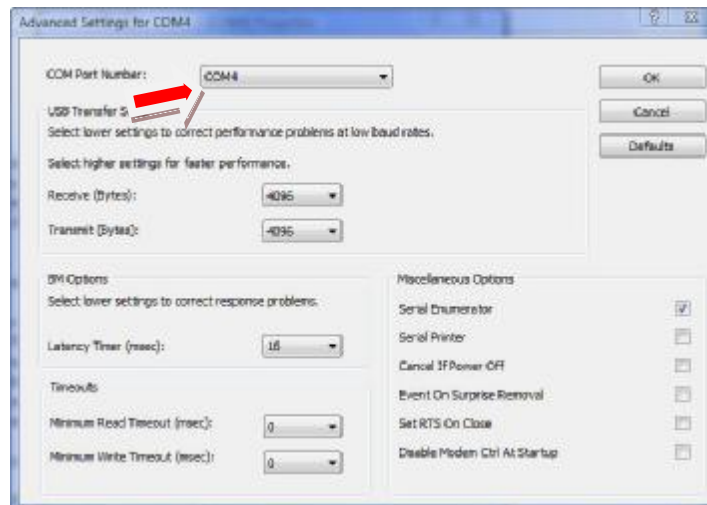 Advanced Settings for COM4
COM Port Number: COM4
OK
USB Transfer S
Cancel
Select lower settings to correct performance problems at low baud rates.
Defaults
Select higher settings for faster performance.
Receive (Bytes): 4096
Transmit (Bytes): 4096
BM Options
Miscellaneous Options
Select lower settings to correct response problems.
Serial Enumerator
Serial Printer
Latency Timer (msec): 16
Cancel If Power Off
Timeouts
Event On Surprise Removal
Minimum Read Timeout (msec): 0
Set RTS On Close
Minimum Write Timeout (msec): 0
Disable Modem Ctrl At Startup